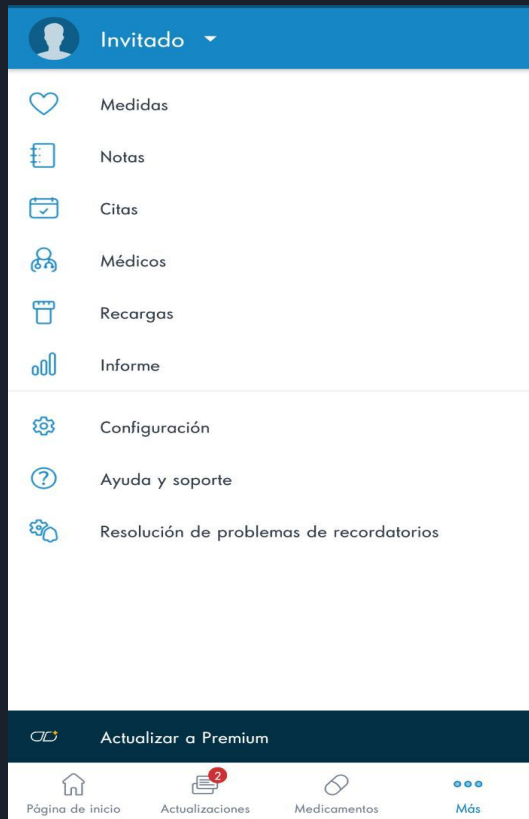 Invitado
Medidas
Notas
Citas
Médicos
Recargas
Informe
Configuración
Ayuda y soporte
Resolución de problemas de recordatorios
Actualizar a Premium
2
Página de inicio
Actualizaciones
Medicamentos
Más